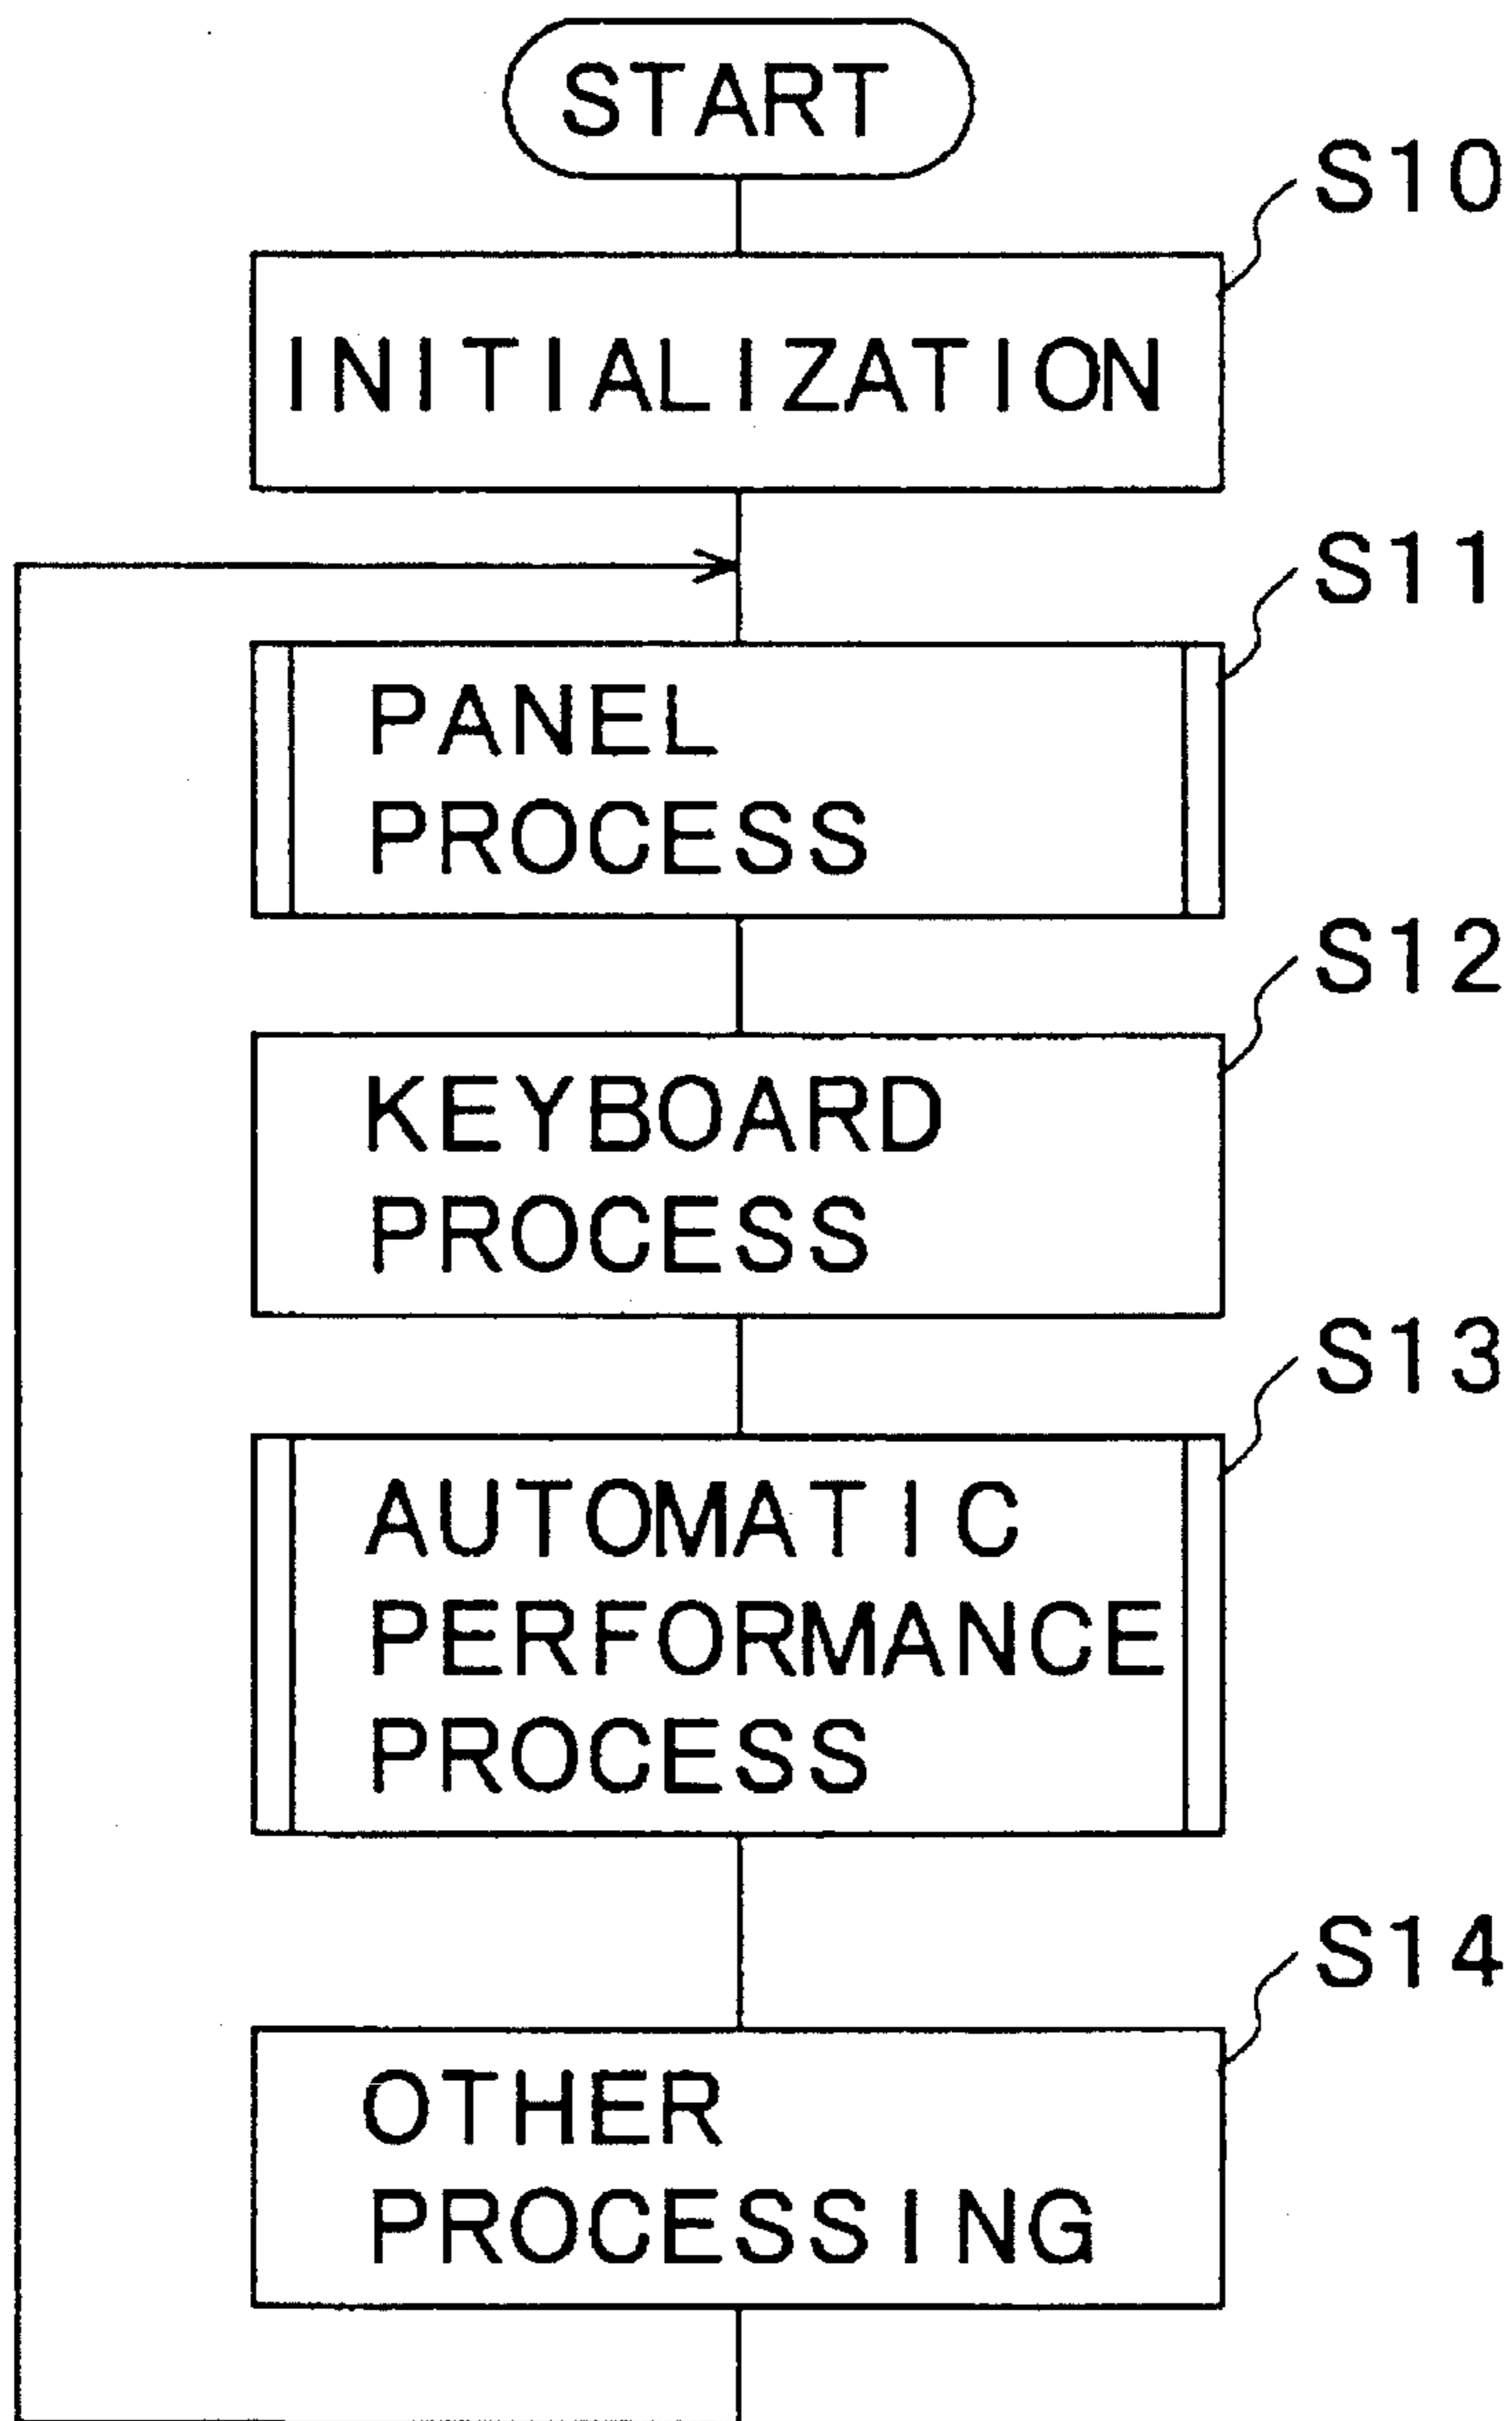 START
S10
INITIALIZATION
S11
PANEL
PROCESS
S12
KEYBOARD
PROCESS
S13
AUTOMATIC
PERFORMANCE
PROCESS
S14
OTHER
PROCESSING